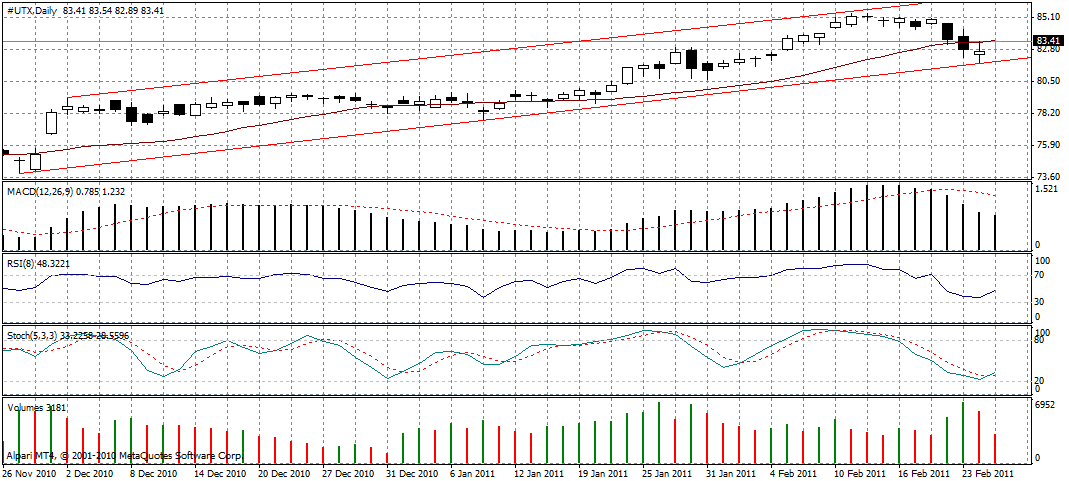 #UTX,Daily 83.41 83.54 82.89 83.41
85.10
83.41
82.80
80.50
78.20
75.90
73.60
MACD(12,26,9) 0.785 1.232
1.521
0
RSI(8) 48.3221
100
70
30
0
Stoch(5,3,3) 33.2258 28.5596
100
80
20
0
Volumes 3181
6952
0
Alpari MT4, © 2001-2010 MetaQuotes Software Corp.
26 Nov 2010 2 Dec 2010 8 Dec 2010 14 Dec 2010 20 Dec 2010 27 Dec 2010 31 Dec 2010 6 Jan 2011 12 Jan 2011 19 Jan 2011 25 Jan 2011 31 Jan 2011 4 Feb 2011 10 Feb 2011 16 Feb 2011 23 Feb 2011